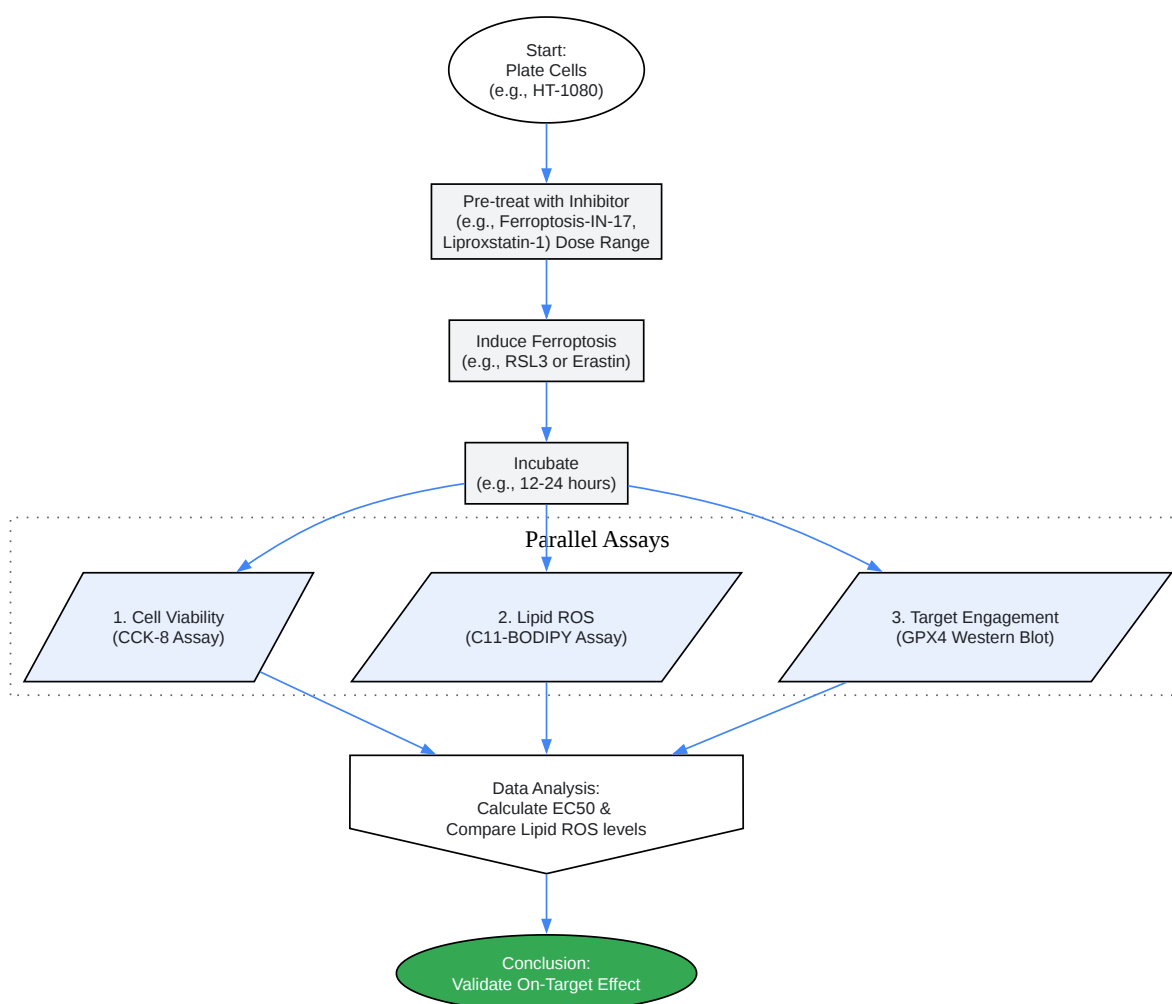 Start:
Plate Cells
(e.g., HT-1080)
Pre-treat with Inhibitor
(e.g., Ferroptosis-IN-17,
Liproxstatin-1) Dose Range
Induce Ferroptosis
(e.g., RSL3 or Erastin)
Incubate
(e.g., 12-24 hours)
Parallel Assays
1. Cell Viability
(CCK-8 Assay)
2. Lipid ROS
(C11-BODIPY Assay)
3. Target Engagement
(GPX4 Western Blot)
Data Analysis:
Calculate EC50 &
Compare Lipid ROS levels
Conclusion:
Validate On-Target Effect